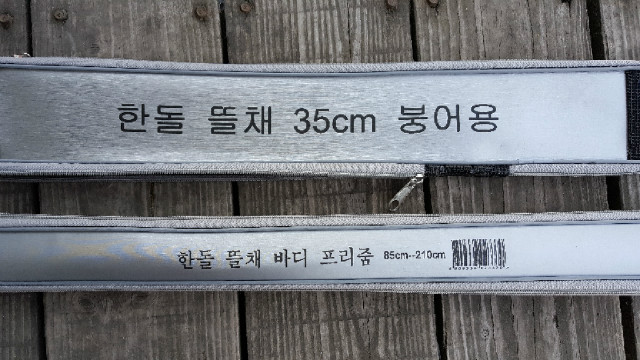 한돌 뜰채 35cm 붕어용
한돌 뜰채 바디 프리줌 85cm--210cm